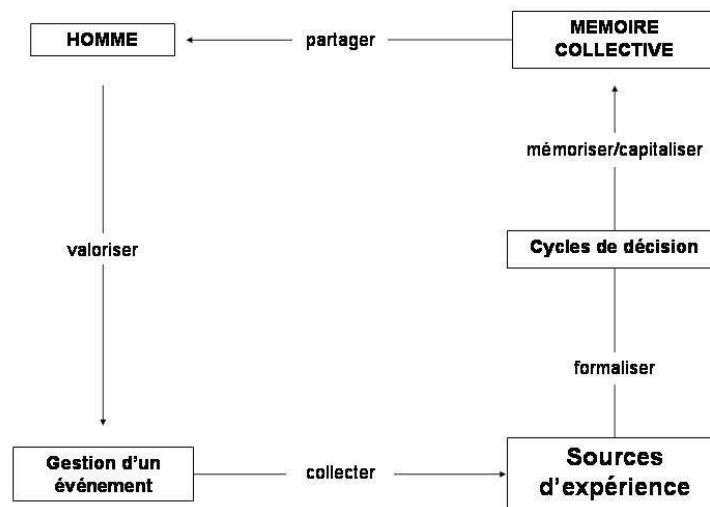 HOMME
partager
MEMOIRE
COLLECTIVE
mémoriser/capitaliser
valoriser
Cycles de décision
formaliser
Gestion d'un
événement
collecter
Sources
d'expérience